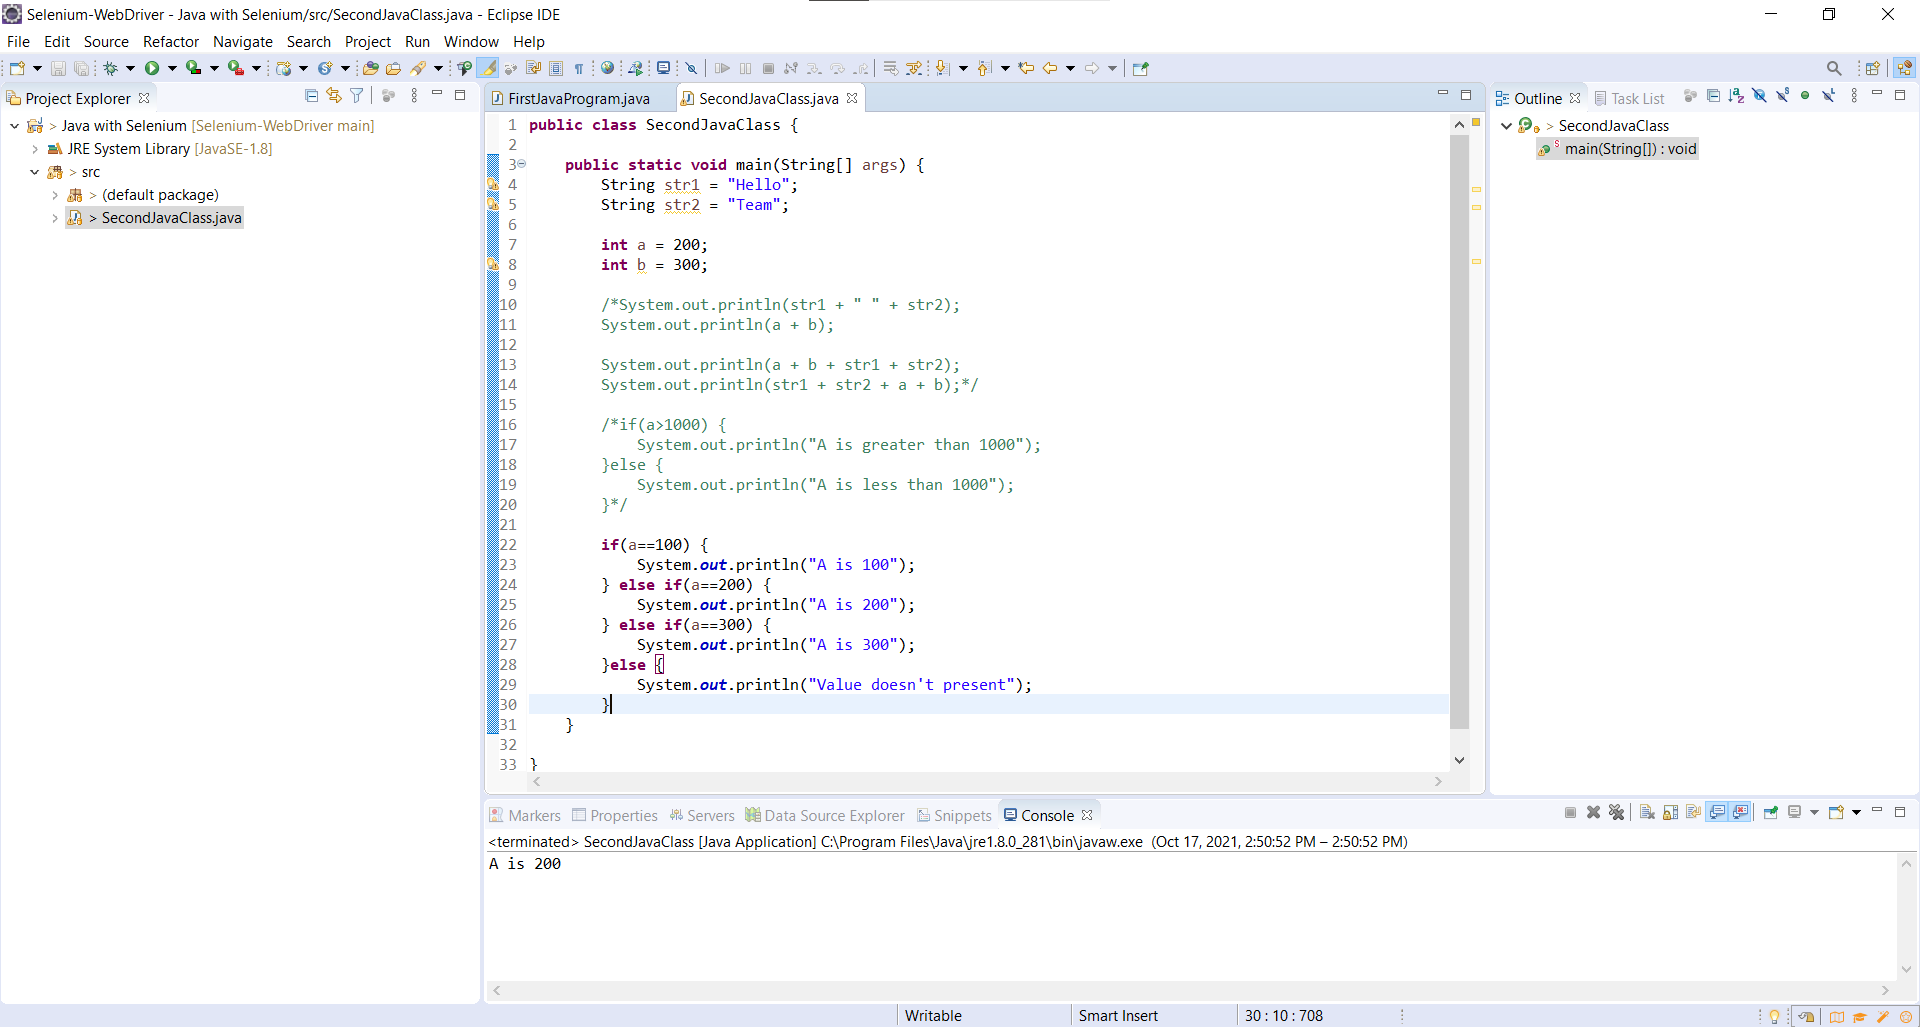 Selenium-WebDriver - Java with Selenium/src/SecondJavaClass.java - Eclipse IDE
File Edit Source Refactor Navigate Search Project Run Window Help
Project Explorer
> Java with Selenium [Selenium-WebDriver main]
JRE System Library [JavaSE-1.8]
> src
> (default package)
> SecondJavaClass.java
FirstJavaProgram.java SecondJavaClass.java
1 public class SecondJavaClass {
2
3 public static void main(String[] args) {
4 String str1 = "Hello";
5 String str2 = "Team";
6
7 int a = 200;
8 int b = 300;
9
10 /*System.out.println(str1 + " " + str2);
11 System.out.println(a + b);
12
13 System.out.println(a + b + str1 + str2);
14 System.out.println(str1 + str2 + a + b);*/
15
16 /*if(a>1000) {
17 System.out.println("A is greater than 1000");
18 }else {
19 System.out.println("A is less than 1000");
20 }*/
21
22 if(a==100) {
23 System.out.println("A is 100");
24 } else if(a==200) {
25 System.out.println("A is 200");
26 } else if(a==300) {
27 System.out.println("A is 300");
28 }else {
29 System.out.println("Value doesn't present");
30 }
31 }
32
33 }
Outline Task List
> SecondJavaClass
main(String[]) : void
Markers Properties Servers Data Source Explorer Snippets Console
<terminated> SecondJavaClass [Java Application] C:\Program Files\Java\jre1.8.0_281\bin\javaw.exe (Oct 17, 2021, 2:50:52 PM – 2:50:52 PM)
A is 200
Writable Smart Insert 30 : 10 : 708